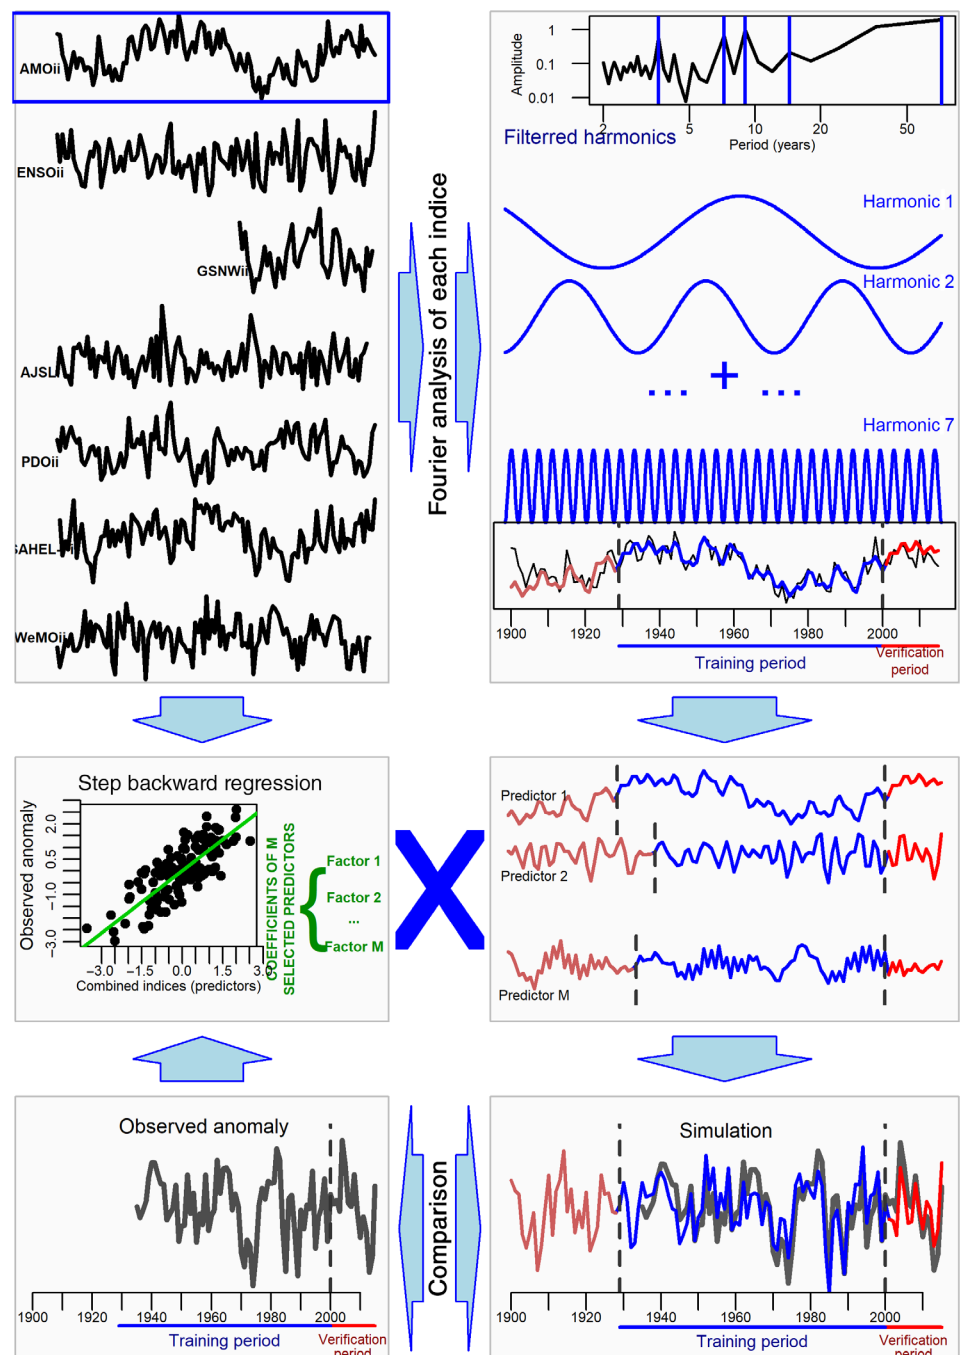 AMOii
ENSOii
GSNWii
AJSL
PDOii
SAHEL-
WeMOii
Fourier analysis of each indice
Amplitude
1
0.1
0.01
2
5
10
20
50
Period (years)
Filterred harmonics
Harmonic 1
Harmonic 2
... + ...
Harmonic 7
1900 1920 1940 1960 1980 2000
Training period
Verification
period
Step backward regression
Observed anomaly
2.0
0.5
-1.0
-3.0
-3.0 -1.5 0.0 1.5 3.0
Combined indices (predictors)
COEFFICIENTS OF M
SELECTED PREDICTORS
{
Factor 1
Factor 2
...
Factor M
X
Predictor 1
Predictor 2
Predictor M
Observed anomaly
1900 1920 1940 1960 1980 2000
Training period
Verification
period
Comparison
Simulation
1900 1920 1940 1960 1980 2000
Training period
Verification
period